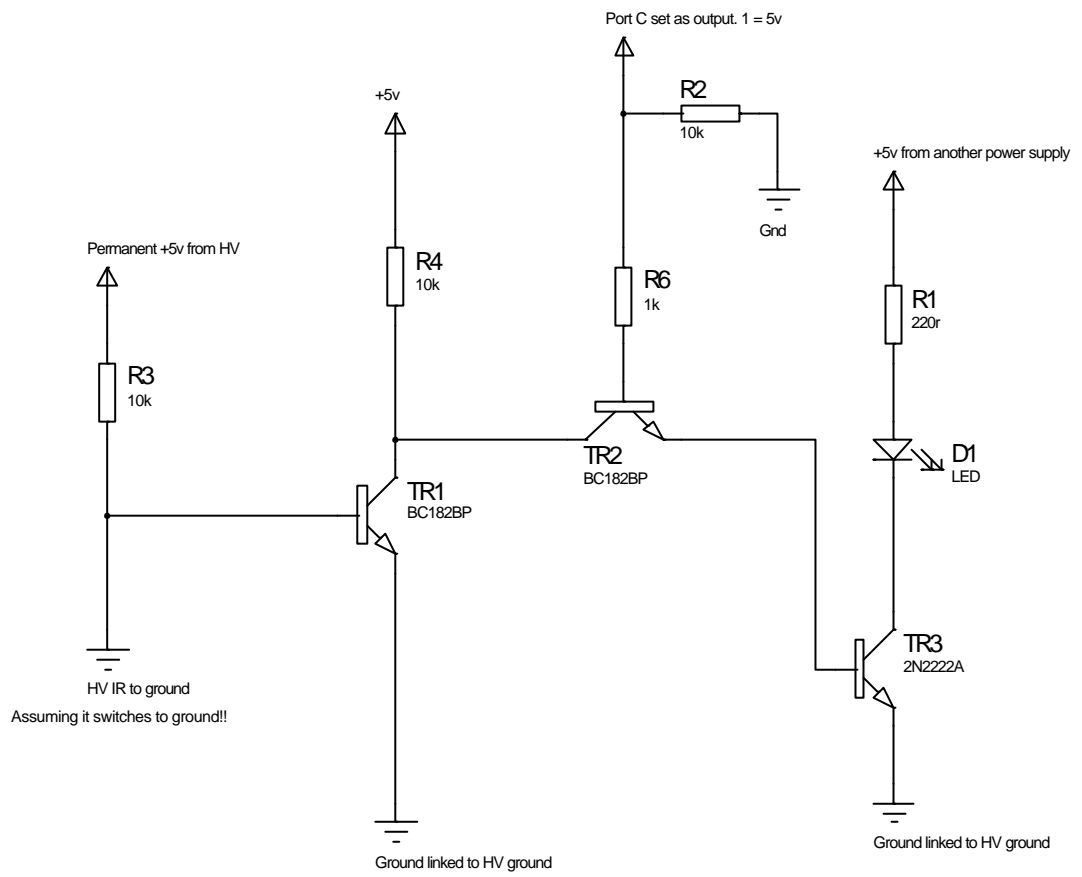 Port C set as output. 1 = 5v
R2
10k
+5v
Gnd
+5v from another power supply
Permanent +5v from HV
R4
10k
R6
1k
R1
220r
R3
10k
TR2
BC182BP
D1
LED
TR1
BC182BP
TR3
2N2222A
HV IR to ground
Assuming it switches to ground!!
Ground linked to HV ground
Ground linked to HV ground